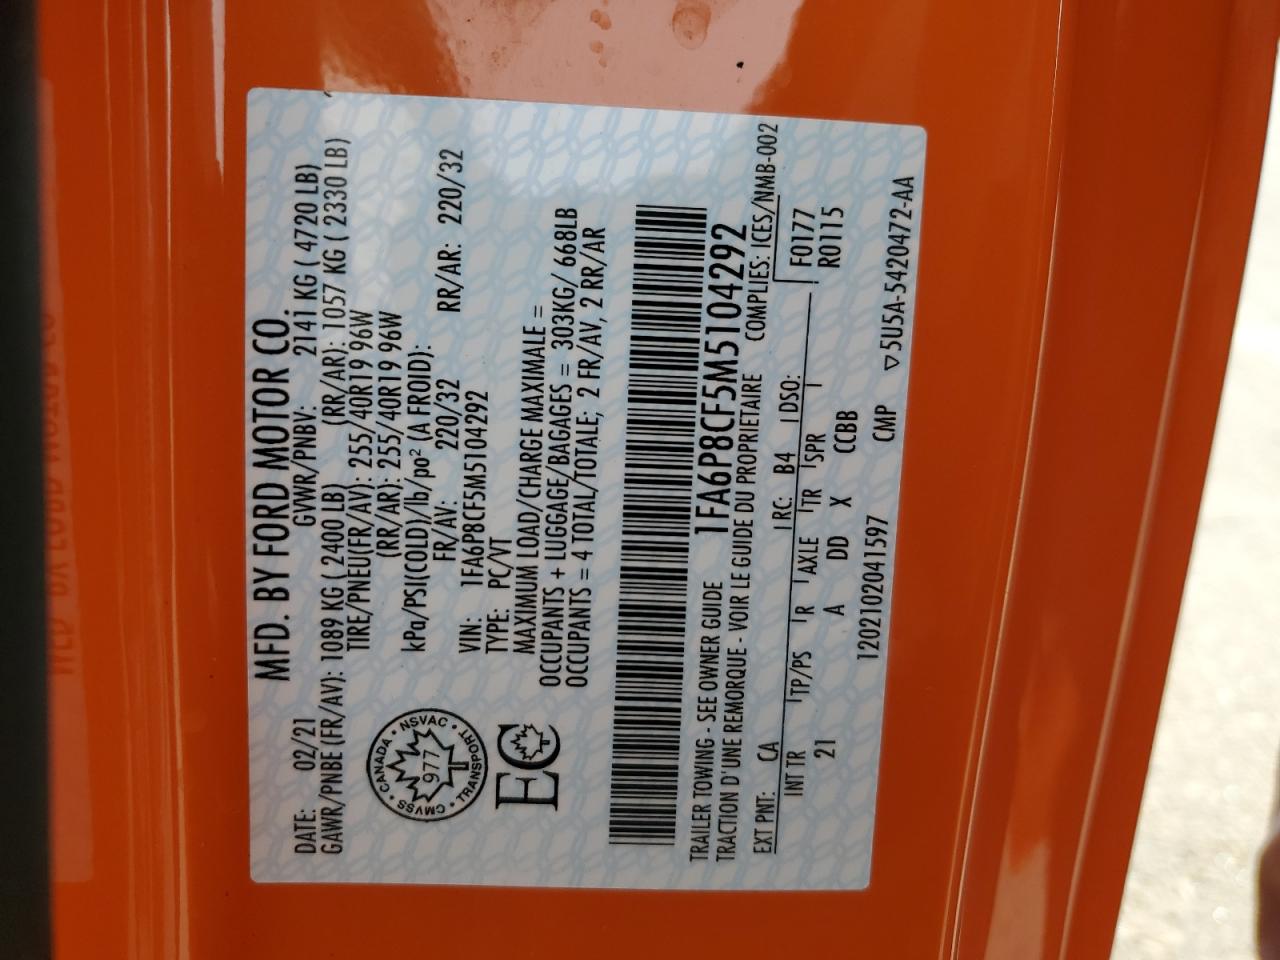 MFD. BY FORD MOTOR CO.
DATE: 02/21 GVWR/PNBV: 2141 KG ( 4720 LB)
GAWR/PNBE (FR/AV): 1089 KG ( 2400 LB) (RR/AR): 1057 KG ( 2330 LB)
TIRE/PNEU(FR/AV): 255/40R19 96W
(RR/AR): 255/40R19 96W
kPa/PSI(COLD)/lb/po² (A FROID):
FR/AV: 220/32 RR/AR: 220/32
VIN: 1FA6P8CF5M5104292
TYPE: PC/VT
MAXIMUM LOAD/CHARGE MAXIMALE =
OCCUPANTS + LUGGAGE/BAGAGES = 303KG/ 668LB
OCCUPANTS = 4 TOTAL/TOTALE; 2 FR/AV, 2 RR/AR
CANADA • NSVAC • TRANSPORT • CMVSS •
977
EC
1FA6P8CF5M5104292
TRAILER TOWING - SEE OWNER GUIDE
TRACTION D'UNE REMORQUE - VOIR LE GUIDE DU PROPRIETAIRE COMPLIES: ICES/NMB-002
EXT PNT: CA RC: B4 DSO: F0177
INT TR TP/PS R AXLE TR SPR R0115
21 A DD X CCBB
1202102041597 CMP ▽5U5A-5420472-AA